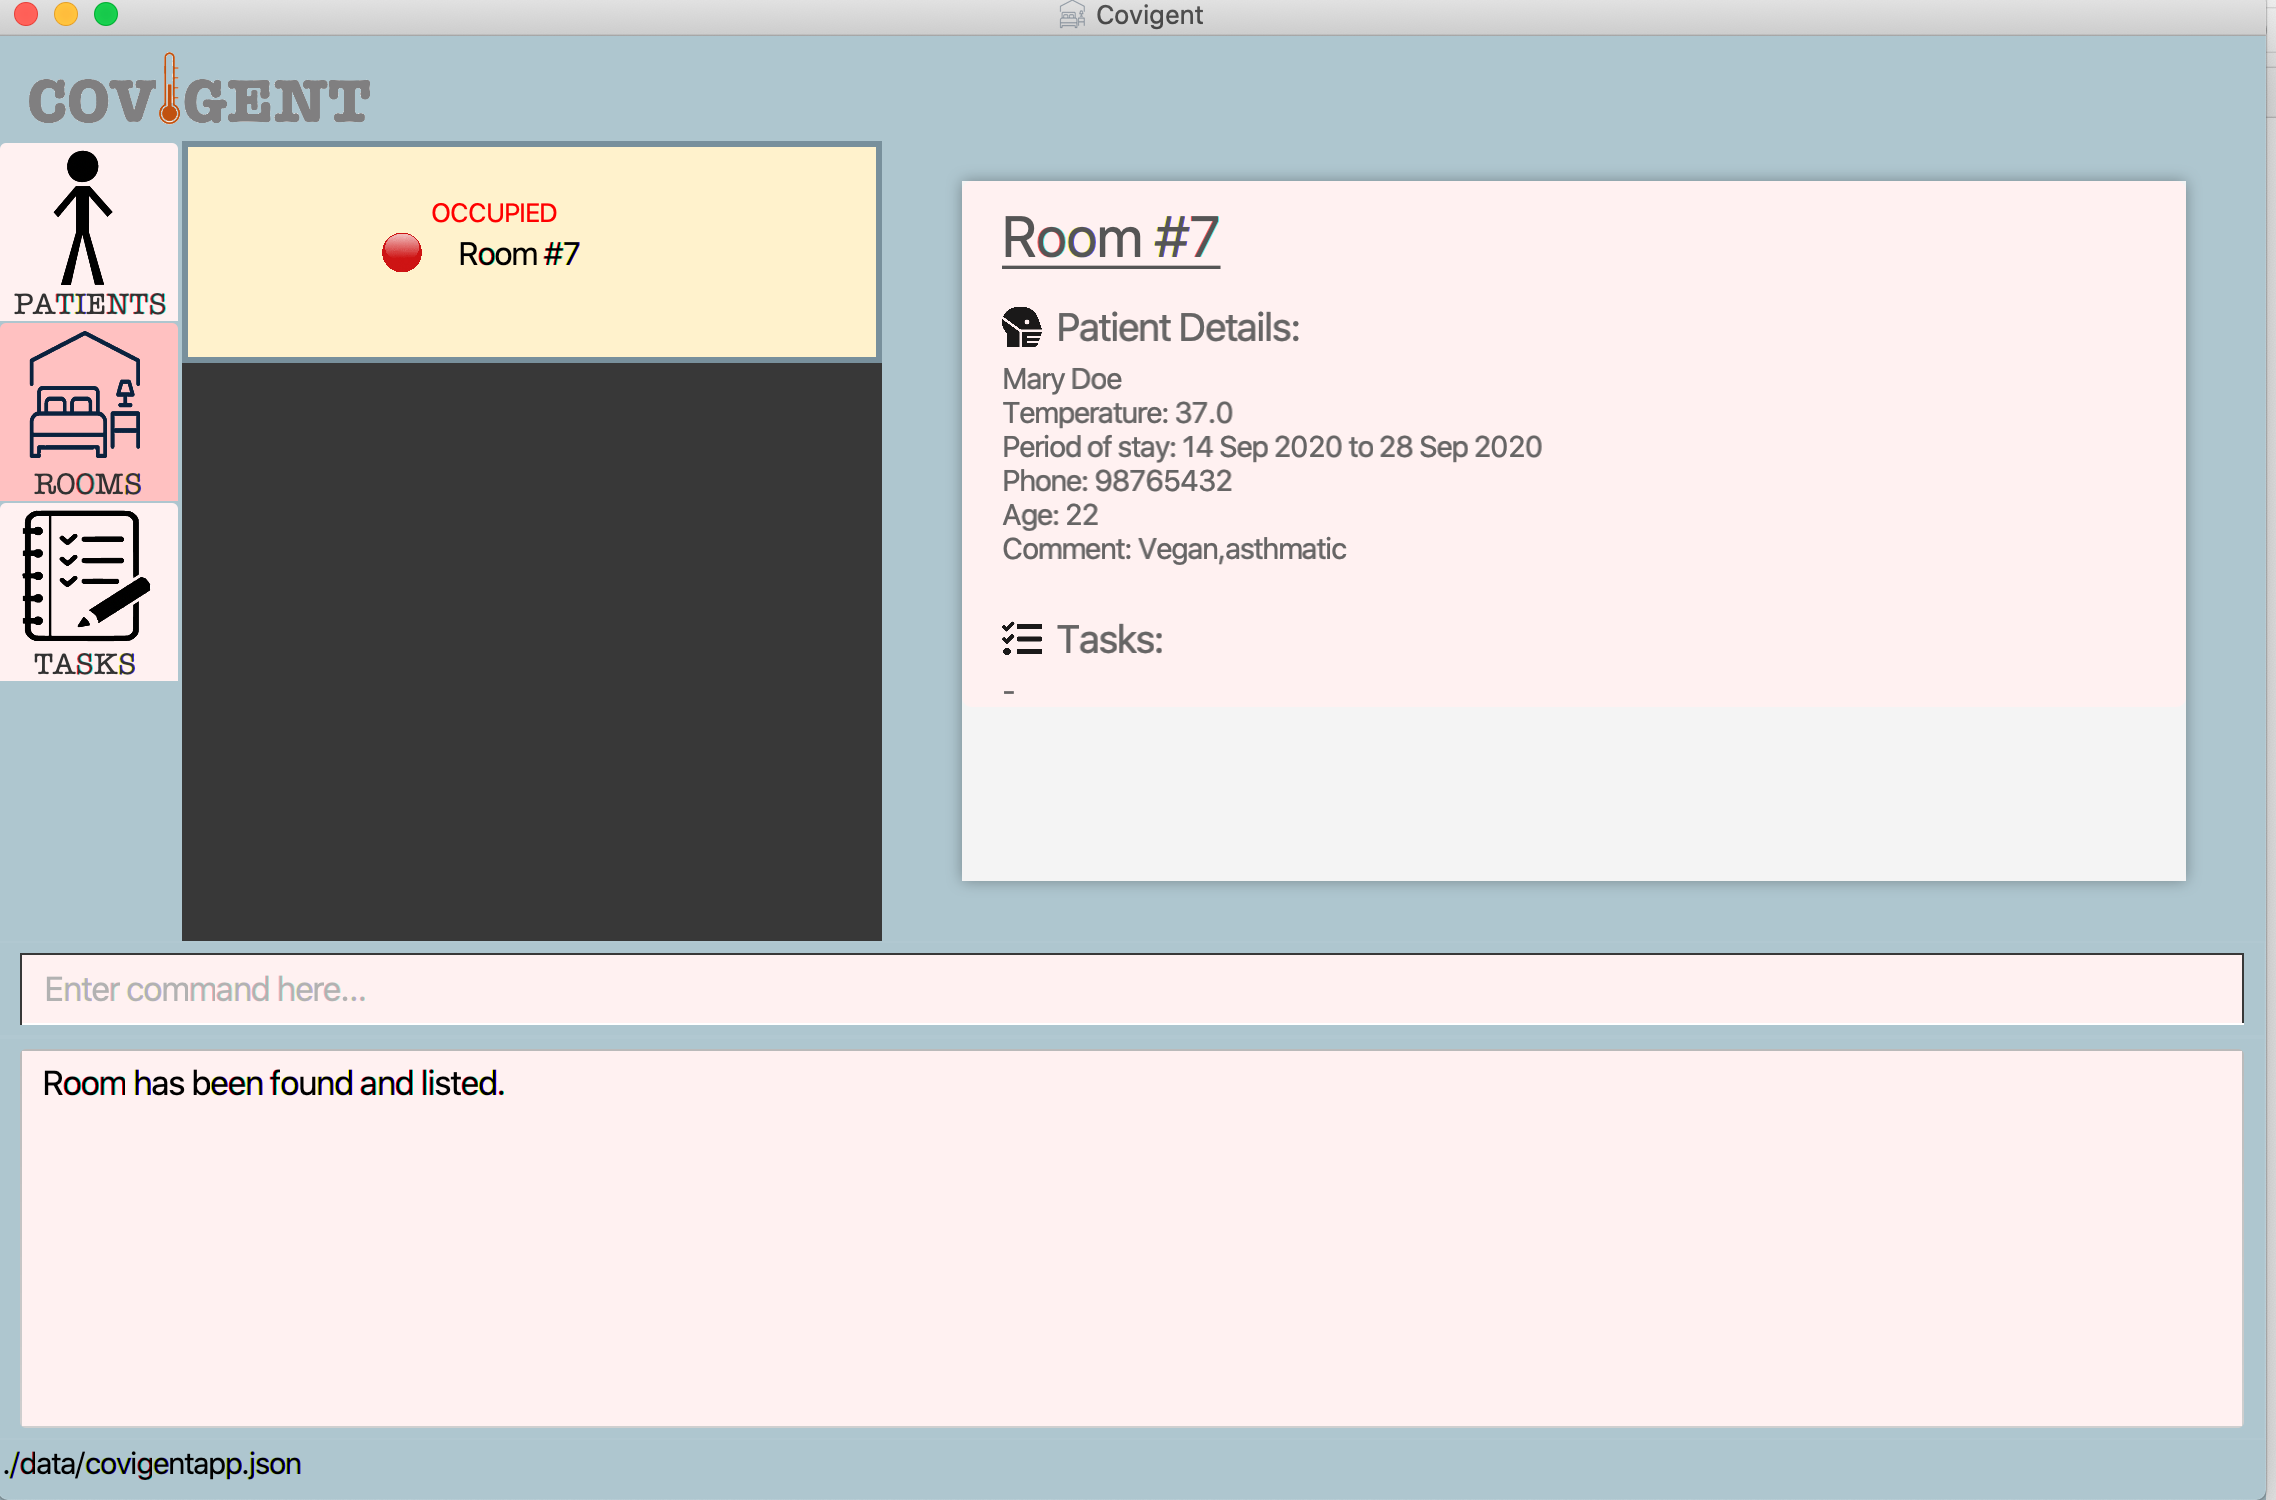 Covigent
COVIGENT
PATIENTS
ROOMS
TASKS
OCCUPIED
Room #7
Room #7
Patient Details:
Mary Doe
Temperature: 37.0
Period of stay: 14 Sep 2020 to 28 Sep 2020
Phone: 98765432
Age: 22
Comment: Vegan,asthmatic
Tasks:
-
Enter command here...
Room has been found and listed.
./data/covigentapp.json